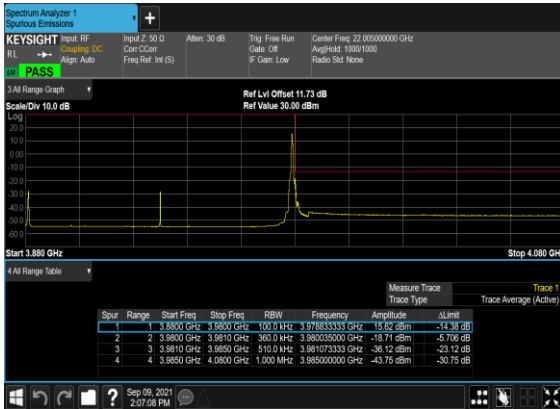 Spectrum Analyzer 1
Spurious Emissions
KEYSIGHT Input: RF Input Z: 50 Ω Atten: 30 dB Trig: Free Run Center Freq: 22.005000000 GHz
RL Coupling: DC Corr CCorr Gate: Off Avg|Hold: 1000/1000
Align: Auto Freq Ref: Int (S) IF Gain: Low Radio Std: None
PASS
3 All Range Graph
Ref Lvl Offset 11.73 dB
Scale/Div 10.0 dB Ref Value 30.00 dBm
Log
20.0
10.0
0.00
-10.0
-20.0
-30.0
-40.0
-50.0
-60.0
Start 3.880 GHz Stop 4.080 GH
4 All Range Table
Measure Trace Trace 1
Trace Type Trace Average (Active)
Spur Range Start Freq Stop Freq RBW Frequency Amplitude ΔLimit
1 1 3.8800 GHz 3.9800 GHz 100.0 kHz 3.978833333 GHz 15.62 dBm -14.38 dB
2 2 3.9800 GHz 3.9810 GHz 360.0 kHz 3.980035000 GHz -18.71 dBm -5.706 dB
3 3 3.9810 GHz 3.9850 GHz 510.0 kHz 3.981073333 GHz -36.12 dBm -23.12 dB
4 4 3.9850 GHz 4.0800 GHz 1.000 MHz 3.985000000 GHz -43.75 dBm -30.75 dB
Sep 09, 2021
2:07:08 PM